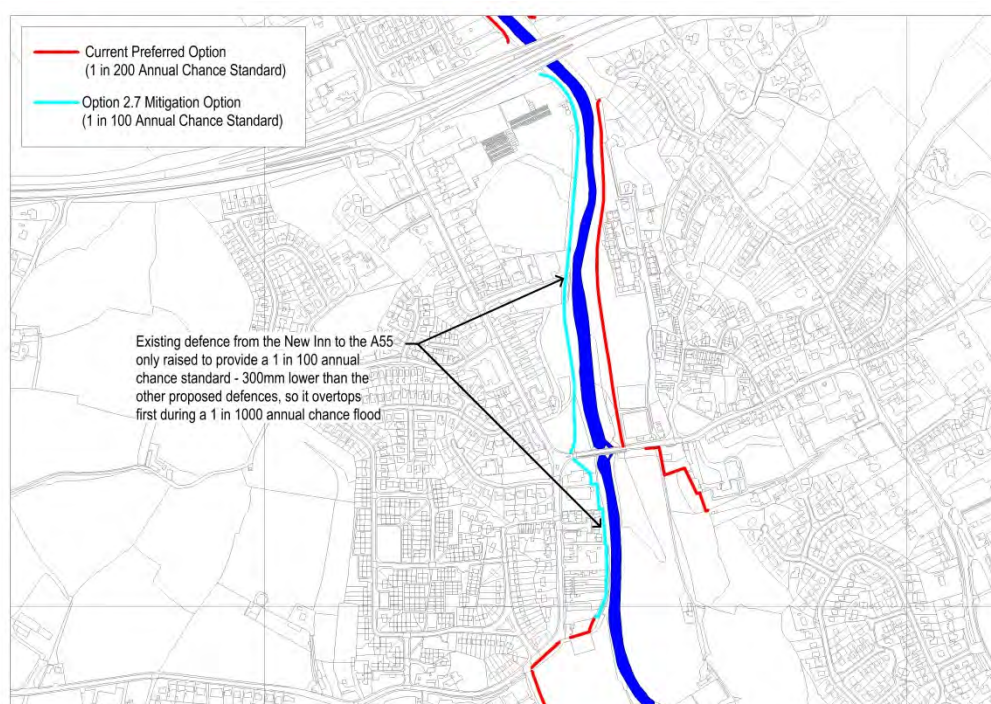 Current Preferred Option
(1 in 200 Annual Chance Standard)
Option 2.7 Mitigation Option
(1 in 100 Annual Chance Standard)
Existing defence from the New Inn to the A55
only raised to provide a 1 in 100 annual
chance standard - 300mm lower than the
other proposed defences, so it overtops
first during a 1 in 1000 annual chance flood